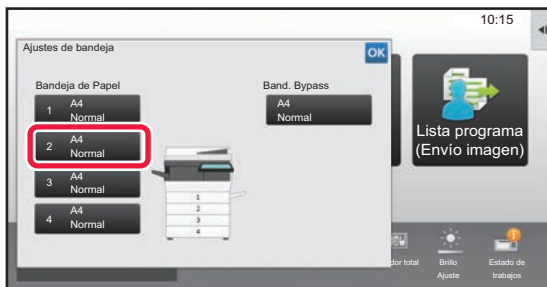 10:15
Ajustes de bandeja
OK
Bandeja de Papel
Band. Bypass
1 A4
Normal
A4
Normal
2 A4
Normal
3 A4
Normal
4 A4
Normal
1
2
3
4
Lista programa
(Envío imagen)
dor total
Brillo
Ajuste
Estado de
trabajos